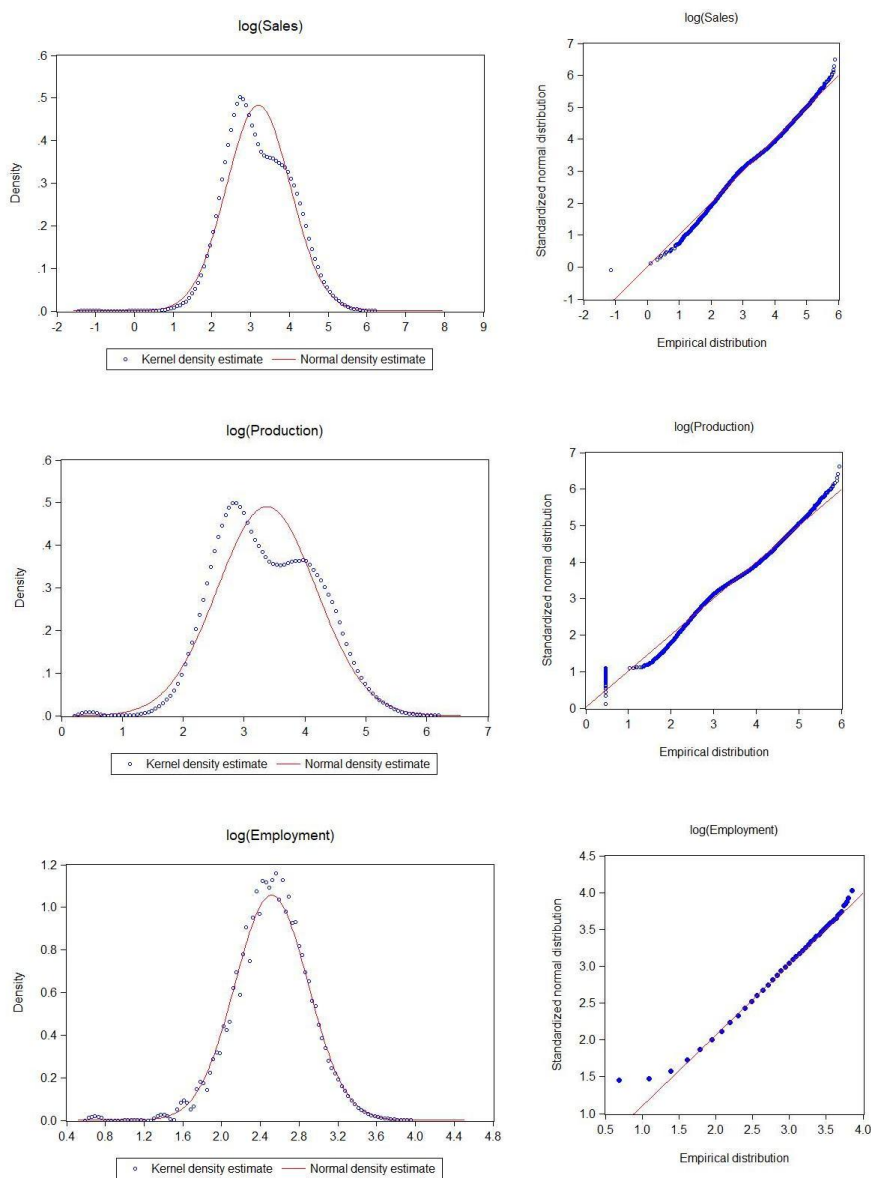 log(Sales)
.6
.5
.4
.3
.2
.1
.0
Density
-2 -1 0 1 2 3 4 5 6 7 8 9
Kernel density estimate Normal density estimate
log(Sales)
7
6
5
4
3
2
1
0
-1
Standardized normal distribution
-2 -1 0 1 2 3 4 5 6
Empirical distribution
log(Production)
.6
.5
.4
.3
.2
.1
.0
Density
0 1 2 3 4 5 6 7
Kernel density estimate Normal density estimate
log(Production)
7
6
5
4
3
2
1
0
Standardized normal distribution
0 1 2 3 4 5 6
Empirical distribution
log(Employment)
1.2
1.0
0.8
0.6
0.4
0.2
0.0
Density
0.4 0.8 1.2 1.6 2.0 2.4 2.8 3.2 3.6 4.0 4.4 4.8
Kernel density estimate Normal density estimate
log(Employment)
4.5
4.0
3.5
3.0
2.5
2.0
1.5
1.0
Standardized normal distribution
0.5 1.0 1.5 2.0 2.5 3.0 3.5 4.0
Empirical distribution